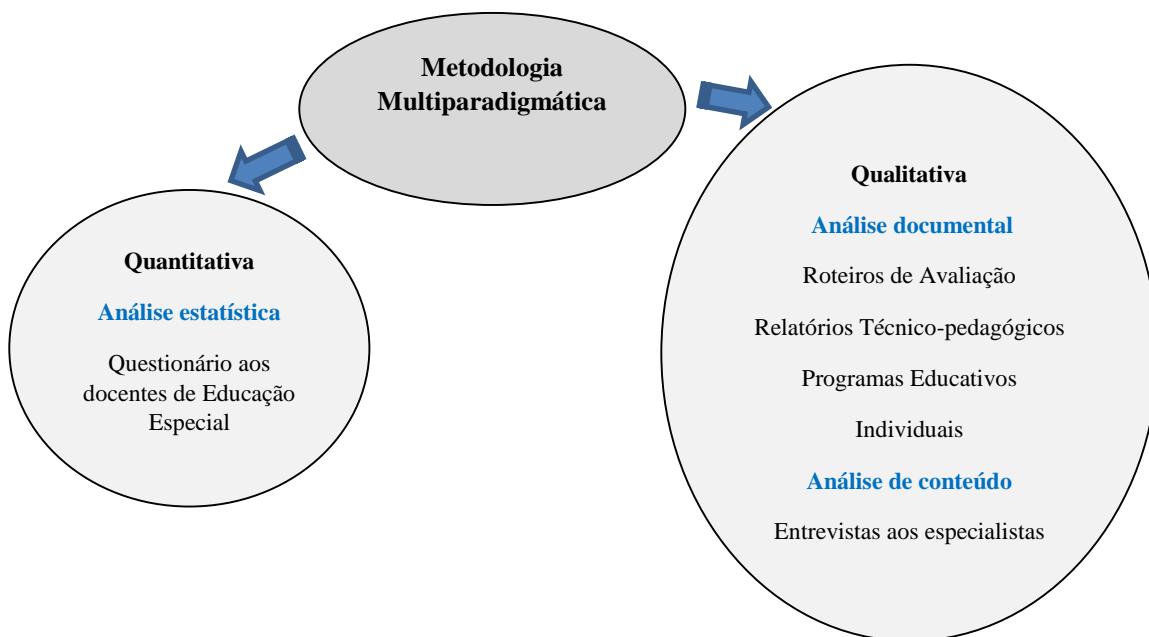 Metodologia
Multiparadigmática
Quantitativa
Análise estatística
Questionário aos
docentes de Educação
Especial
Qualitativa
Análise documental
Roteiros de Avaliação
Relatórios Técnico-pedagógicos
Programas Educativos
Individuais
Análise de conteúdo
Entrevistas aos especialistas